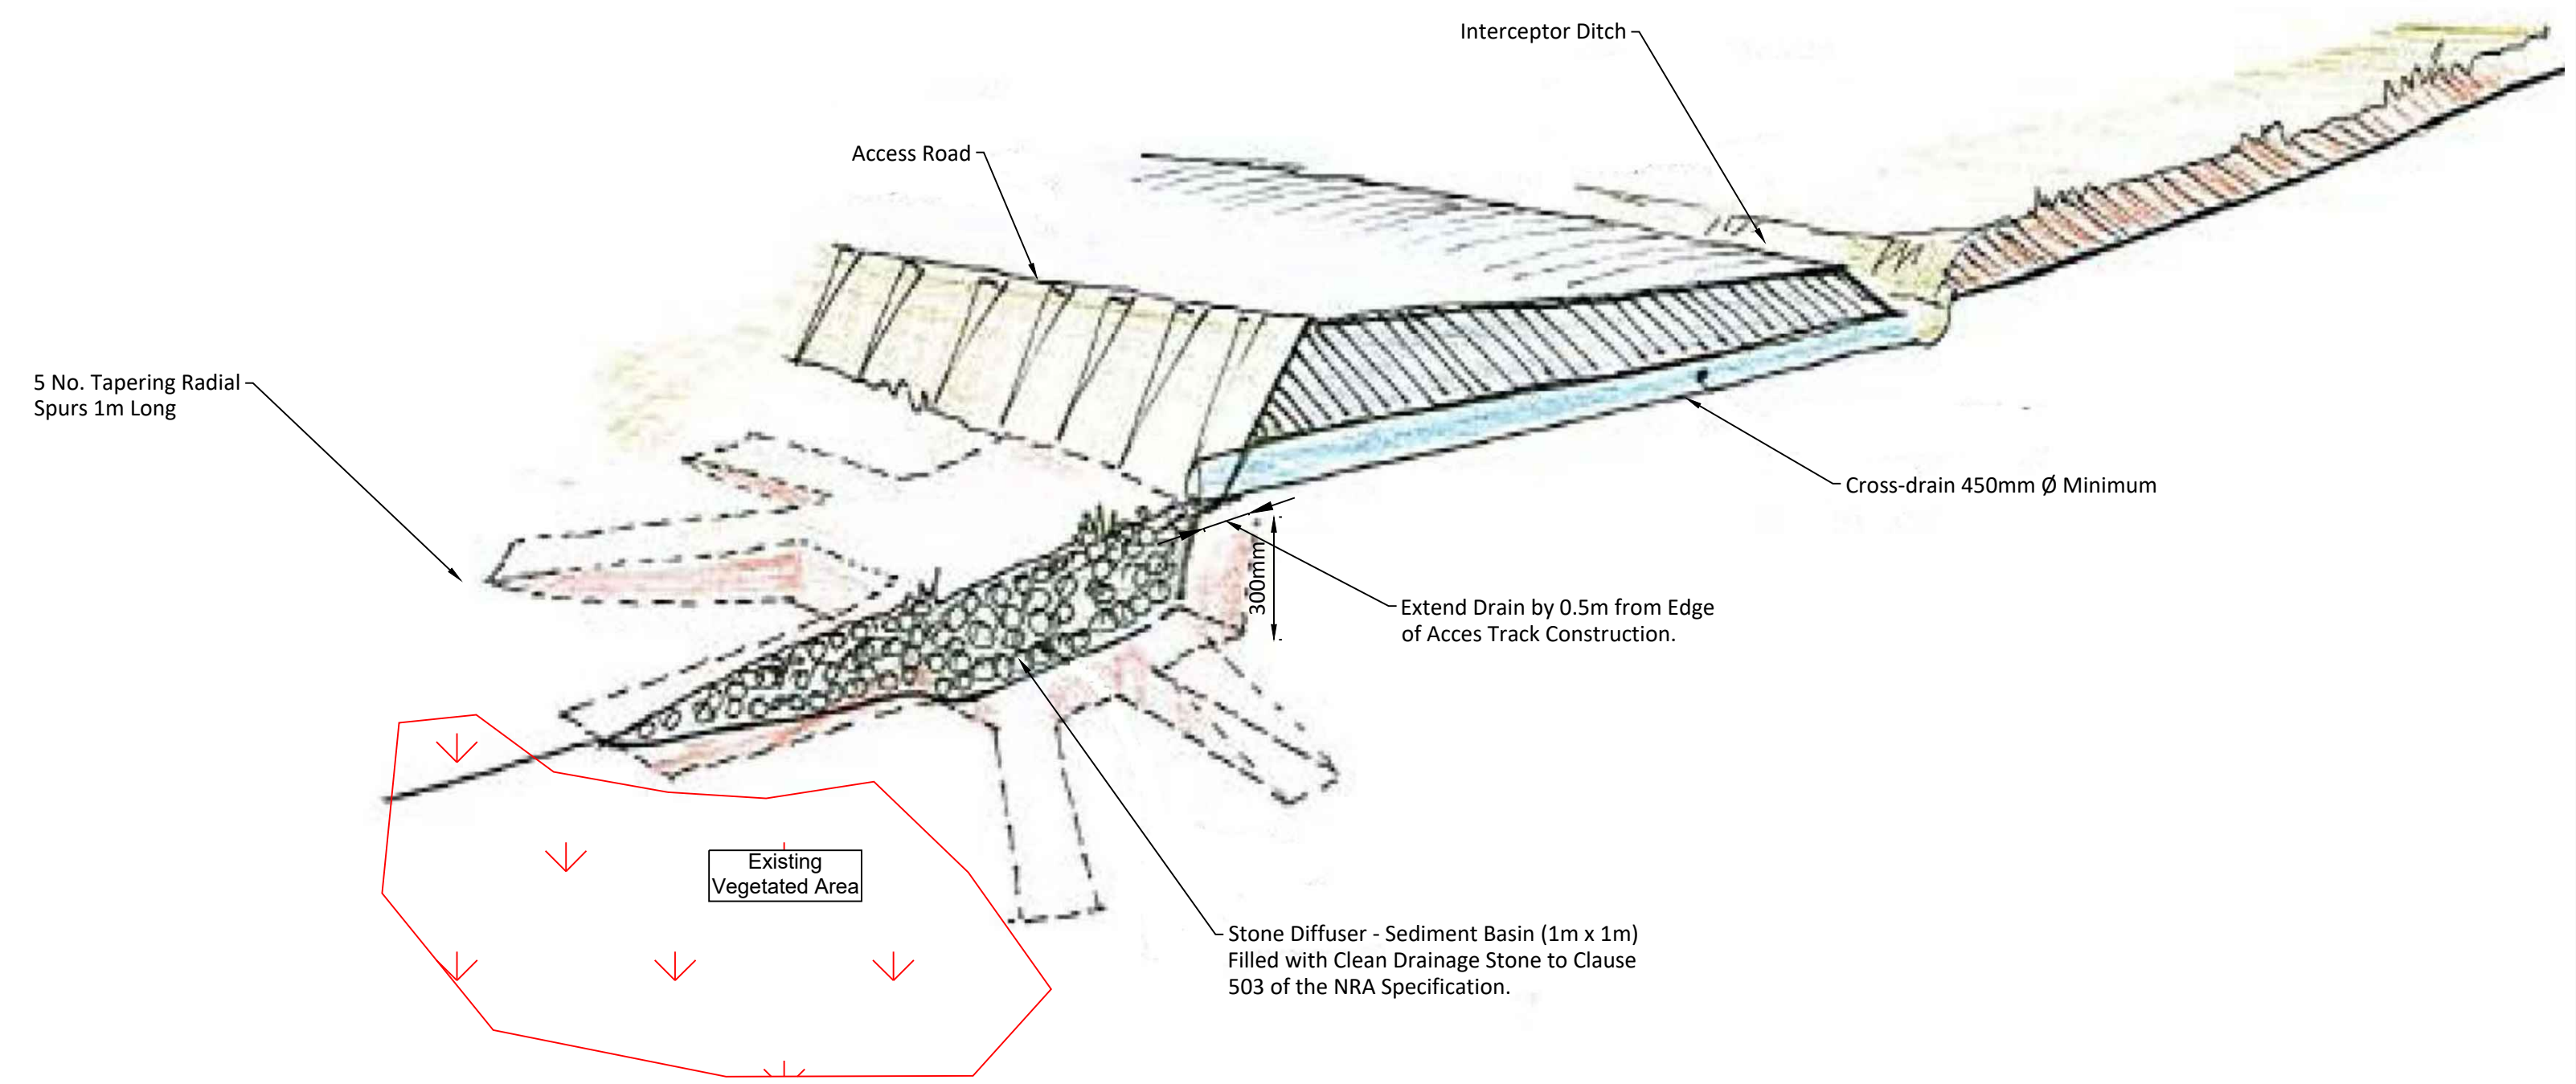 Interceptor Ditch
Access Road
5 No. Tapering Radial
Spurs 1m Long
Cross-drain 450mm Ø Minimum
300mm
Extend Drain by 0.5m from Edge
of Acces Track Construction.
Existing
Vegetated Area
Stone Diffuser - Sediment Basin (1m x 1m)
Filled with Clean Drainage Stone to Clause
503 of the NRA Specification.